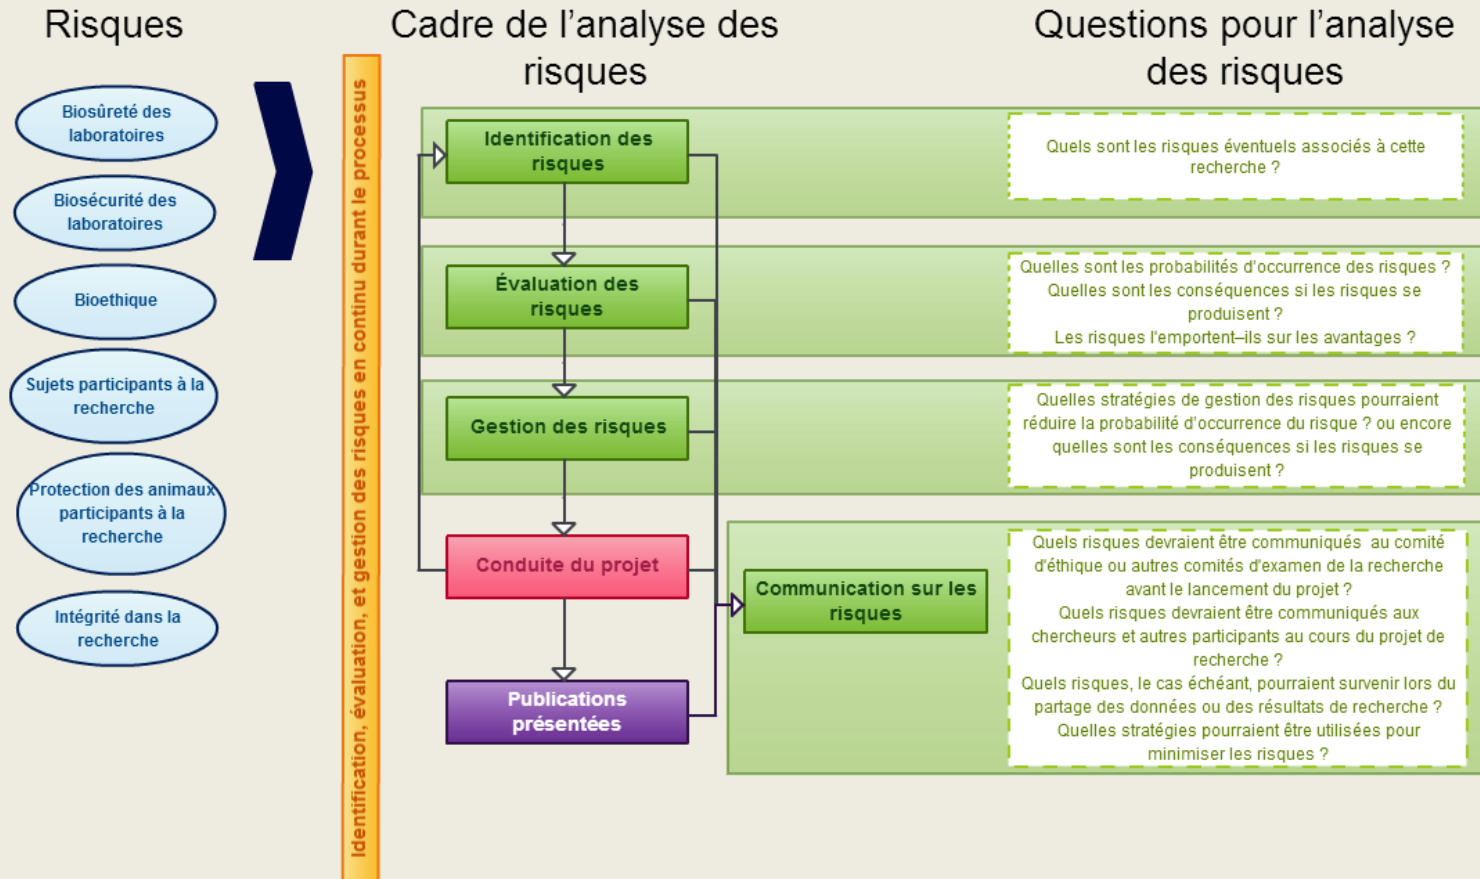 Risques
Biosûreté des
laboratoires
Biosécurité des
laboratoires
Bioethique
Sujets participants à la
recherche
Protection des animaux
participants à la
recherche
Intégrité dans la
recherche
Identification, évaluation, et gestion des risques en continu durant le processus
Cadre de l'analyse des
risques
Identification des
risques
Évaluation des
risques
Gestion des risques
Conduite du projet
Publications
présentées
Communication sur les
risques
Questions pour l'analyse
des risques
Quels sont les risques éventuels associés à cette
recherche ?
Quelles sont les probabilités d'occurrence des risques ?
Quelles sont les conséquences si les risques se
produisent ?
Les risques l'emportent–ils sur les avantages ?
Quelles stratégies de gestion des risques pourraient
réduire la probabilité d'occurrence du risque ? ou encore
quelles sont les conséquences si les risques se
produisent ?
Quels risques devraient être communiqués au comité
d'éthique ou autres comités d'examen de la recherche
avant le lancement du projet ?
Quels risques devraient être communiqués aux
chercheurs et autres participants au cours du projet de
recherche ?
Quels risques, le cas échéant, pourraient survenir lors du
partage des données ou des résultats de recherche ?
Quelles stratégies pourraient être utilisées pour
minimiser les risques ?